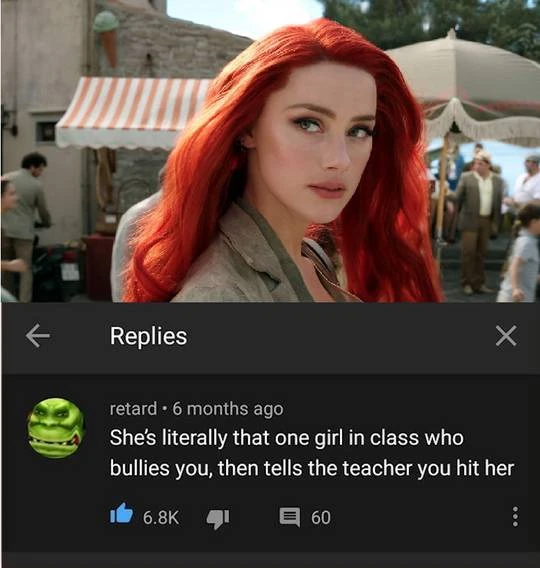 Replies
retard • 6 months ago
She's literally that one girl in class who
bullies you, then tells the teacher you hit her
6.8K 60